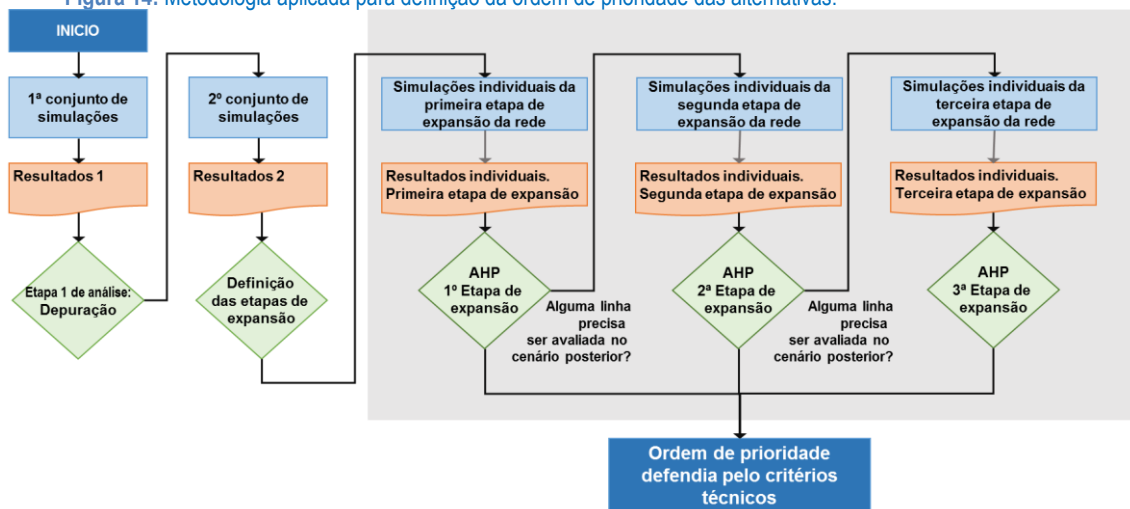 Figura 14: Metodologia aplicada para definição da ordem de prioridade das alternativas.
INICIO
1ª conjunto de
simulações
Resultados 1
Etapa 1 de análise:
Depuração
2º conjunto de
simulações
Resultados 2
Definição
das etapas de
expansão
Simulações individuais da
primeira etapa de
expansão da rede
Resultados individuais.
Primeira etapa de expansão
AHP
1º Etapa de
expansão
Alguma linha
precisa
ser avaliada no
cenário posterior?
Simulações individuais da
segunda etapa de
expansão da rede
Resultados individuais.
Segunda etapa de expansão
AHP
2ª Etapa de
expansão
Alguma linha
precisa
ser avaliada no
cenário posterior?
Simulações individuais da
terceira etapa de
expansão da rede
Resultados individuais.
Terceira etapa de expansão
AHP
3ª Etapa de
expansão
Ordem de prioridade
defendia pelo critérios
técnicos